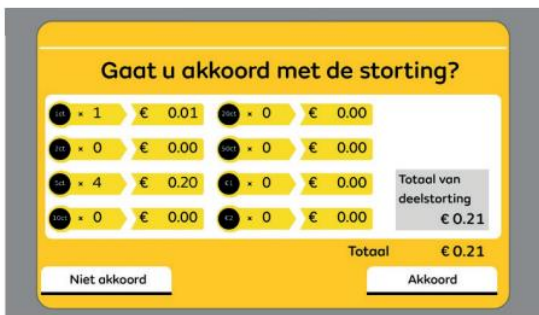 Gaat u akkoord met de storting?
1ct × 1 € 0.01 20ct × 0 € 0.00
2ct × 0 € 0.00 50ct × 0 € 0.00
5ct × 4 € 0.20 €1 × 0 € 0.00
10ct × 0 € 0.00 €2 × 0 € 0.00
Totaal van
deelstorting
€ 0.21
Totaal € 0.21
Niet akkoord Akkoord